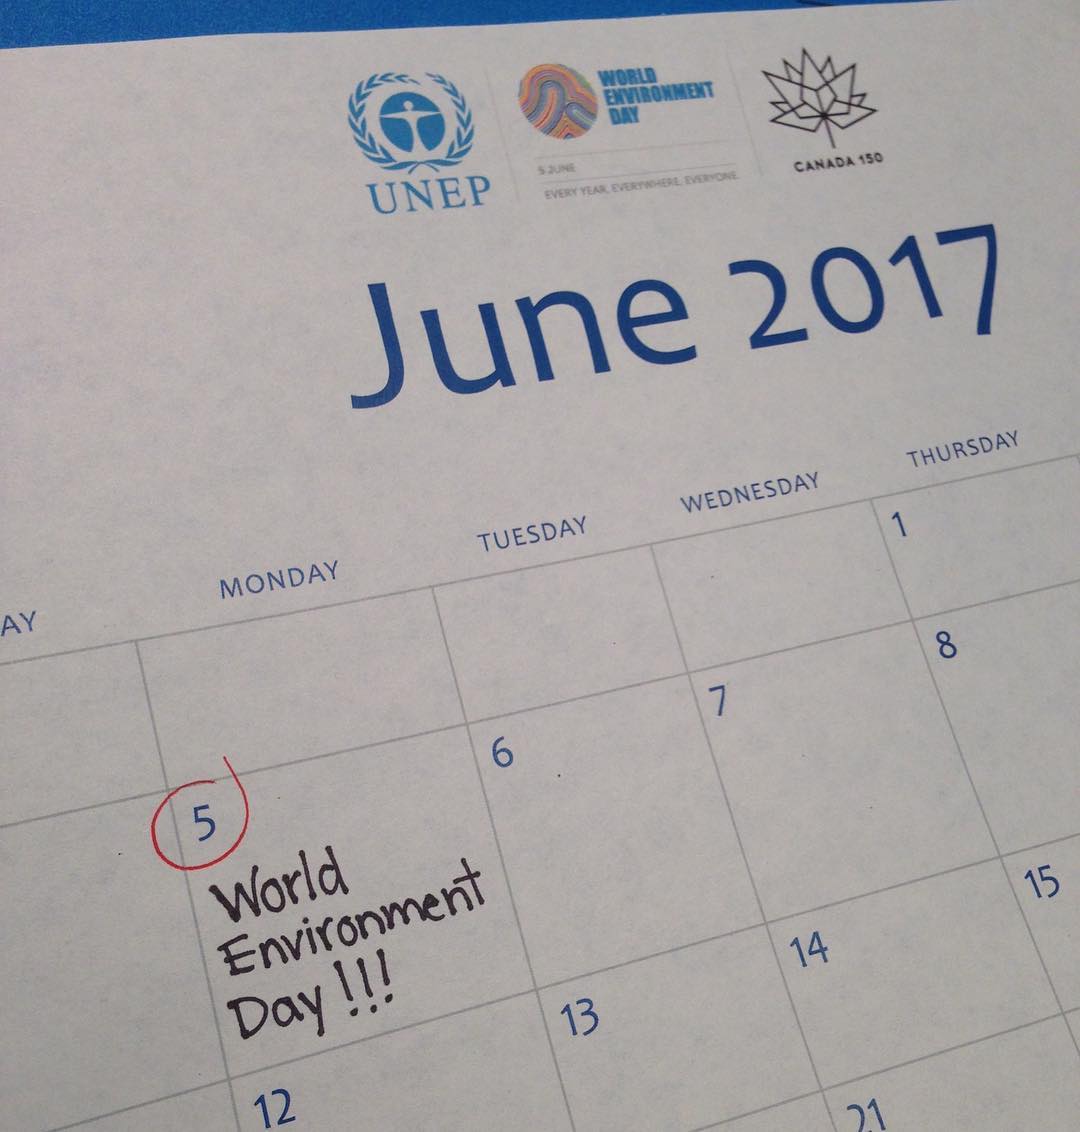 UNEP
WORLD
ENVIRONMENT
DAY
5 JUNE
EVERY YEAR. EVERYWHERE. EVERYONE.
CANADA 150
June 2017
AY MONDAY TUESDAY WEDNESDAY THURSDAY
1
5 6 7 8
World
Environment
Day!!!
12 13 14 15
21